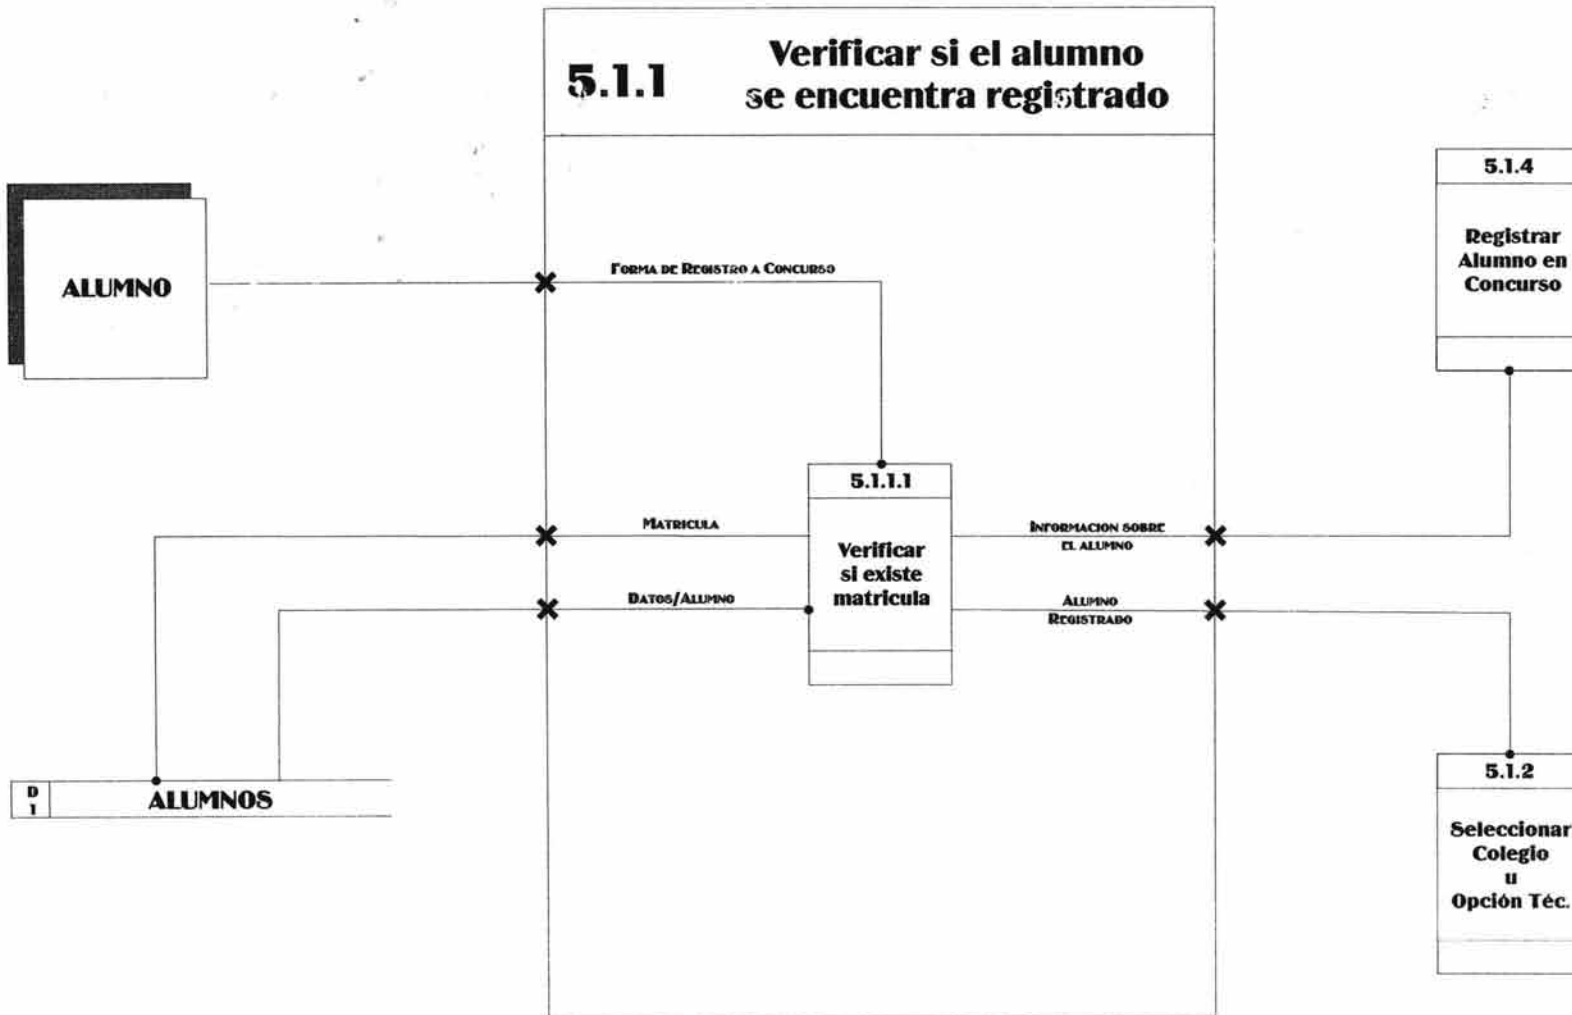 5.1.1
Verificar si el alumno
se encuentra registrado
5.1.4
Registrar
Alumno en
Concurso
ALUMNO
FORMA DE REGISTRO A CONCURSO
5.1.1.1
Verificar
si existe
matricula
MATRICULA
DATOS/ALUMNO
INFORMACION SOBRE
EL ALUMNO
ALUMNO
REGISTRADO
D
1
ALUMNOS
5.1.2
Seleccionar
Colegio
u
Opción Téc.